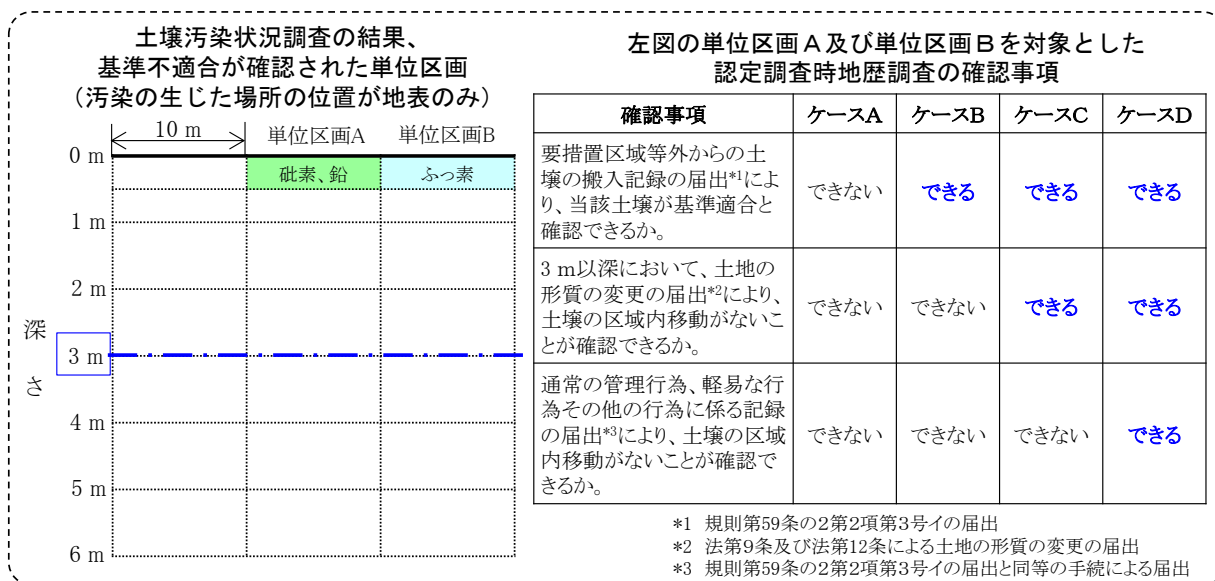 土壌汚染状況調査の結果、
基準不適合が確認された単位区画
（汚染の生じた場所の位置が地表のみ）
10 m
単位区画A
単位区画B
0 m
砒素、鉛
ふっ素
1 m
2 m
深さ
3 m
4 m
5 m
6 m
左図の単位区画Ａ及び単位区画Ｂを対象とした
認定調査時地歴調査の確認事項
確認事項 ケースA ケースB ケースC ケースD
要措置区域等外からの土
壌の搬入記録の届出*1によ
り、当該土壌が基準適合と
確認できるか。
できない できる できる できる
3 m以深において、土地の
形質の変更の届出*2により、
土壌の区域内移動がないこ
とが確認できるか。
できない できない できる できる
通常の管理行為、軽易な行
為その他の行為に係る記録
の届出*3により、土壌の区域
内移動がないことが確認で
きるか。
できない できない できない できる
*1 規則第59条の2第2項第3号イの届出
*2 法第9条及び法第12条による土地の形質の変更の届出
*3 規則第59条の2第2項第3号イの届出と同等の手続による届出